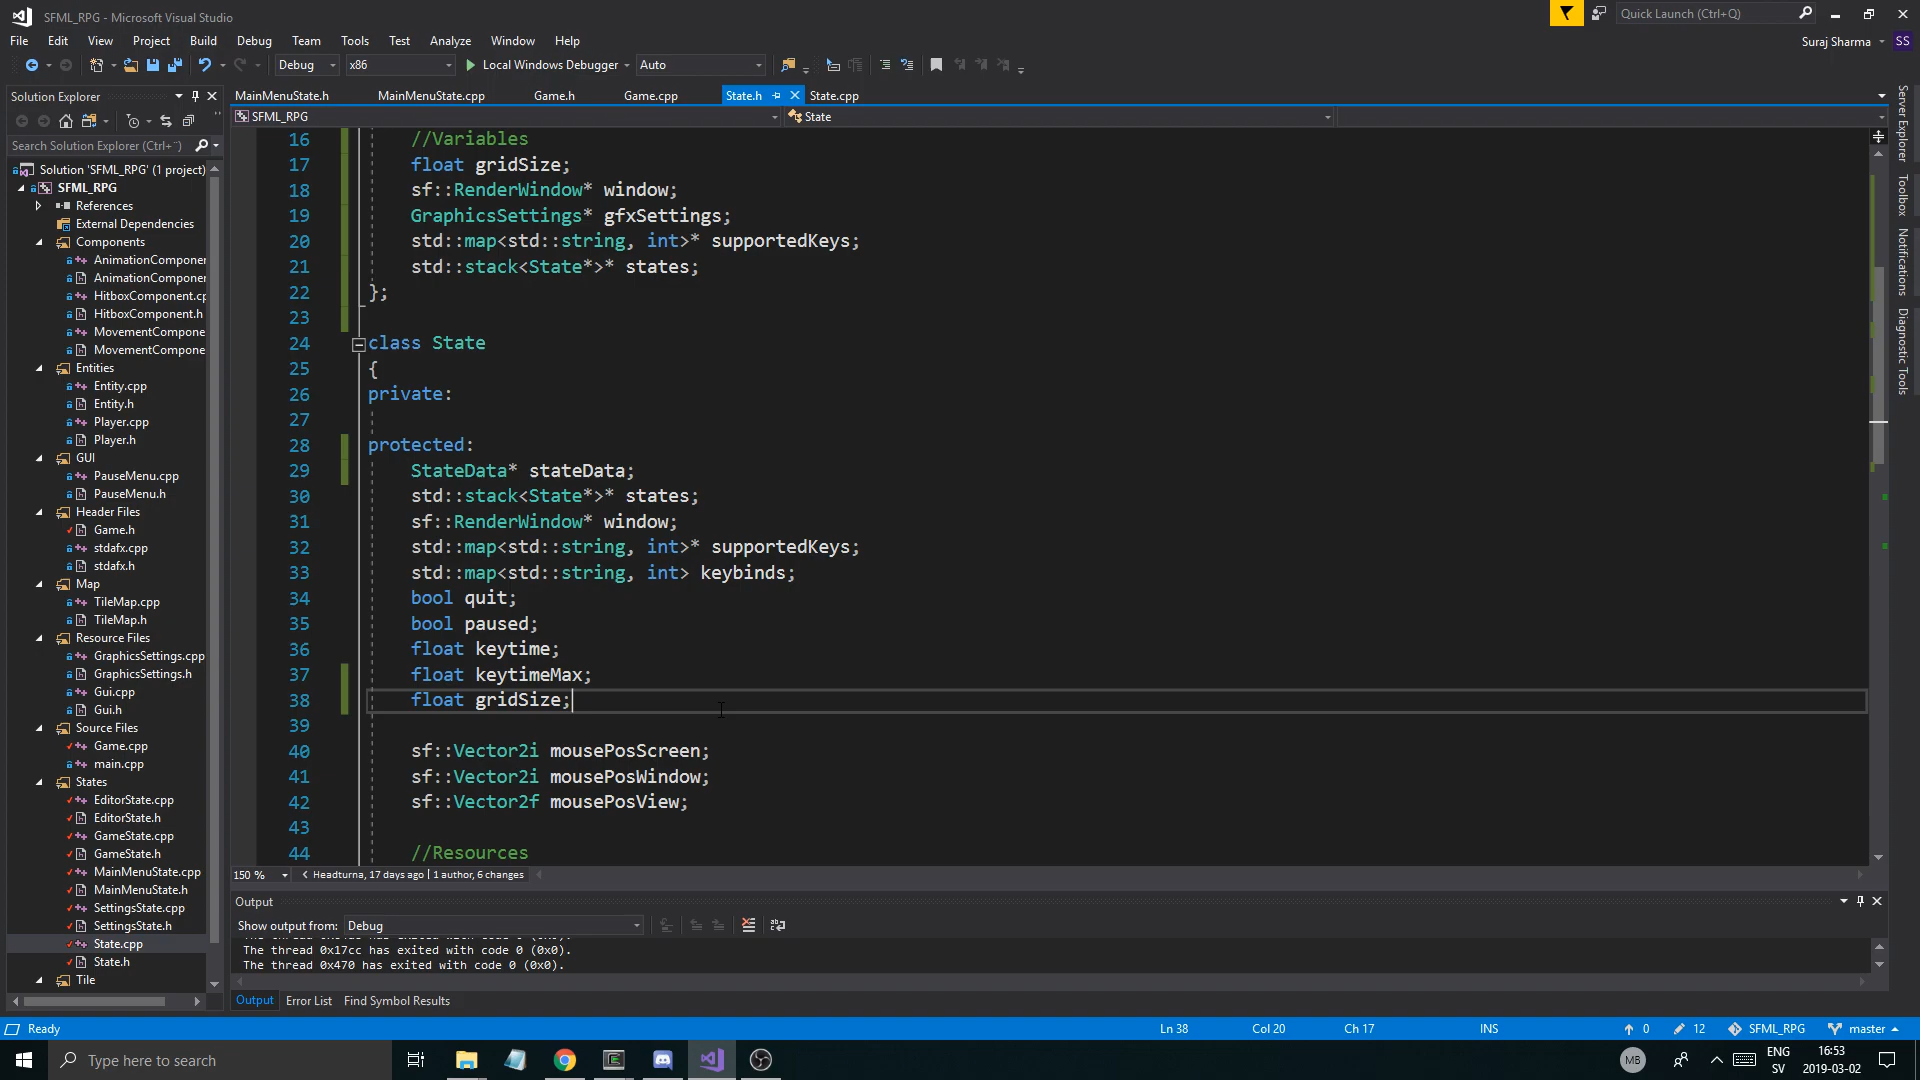 SFML_RPG - Microsoft Visual Studio
Quick Launch (Ctrl+Q)
File Edit View Project Build Debug Team Tools Test Analyze Window Help
Suraj Sharma SS
Debug x86 Local Windows Debugger Auto
Solution Explorer
MainMenuState.h MainMenuState.cpp Game.h Game.cpp State.h State.cpp
SFML_RPG State
Search Solution Explorer (Ctrl+¨)
Solution 'SFML_RPG' (1 project)
SFML_RPG
References
External Dependencies
Components
AnimationComponen
AnimationComponen
HitboxComponent.cp
HitboxComponent.h
MovementCompone
MovementCompone
Entities
Entity.cpp
Entity.h
Player.cpp
Player.h
GUI
PauseMenu.cpp
PauseMenu.h
Header Files
Game.h
stdafx.cpp
stdafx.h
Map
TileMap.cpp
TileMap.h
Resource Files
GraphicsSettings.cpp
GraphicsSettings.h
Gui.cpp
Gui.h
Source Files
Game.cpp
main.cpp
States
EditorState.cpp
EditorState.h
GameState.cpp
GameState.h
MainMenuState.cpp
MainMenuState.h
SettingsState.cpp
SettingsState.h
State.cpp
State.h
Tile
16 //Variables
17 float gridSize;
18 sf::RenderWindow* window;
19 GraphicsSettings* gfxSettings;
20 std::map<std::string, int>* supportedKeys;
21 std::stack<State*>* states;
22 };
23
24 class State
25 {
26 private:
27
28 protected:
29 StateData* stateData;
30 std::stack<State*>* states;
31 sf::RenderWindow* window;
32 std::map<std::string, int>* supportedKeys;
33 std::map<std::string, int> keybinds;
34 bool quit;
35 bool paused;
36 float keytime;
37 float keytimeMax;
38 float gridSize;
39
40 sf::Vector2i mousePosScreen;
41 sf::Vector2i mousePosWindow;
42 sf::Vector2f mousePosView;
43
44 //Resources
150 % Headturna, 17 days ago | 1 author, 6 changes
Output
Show output from: Debug
The thread 0x17cc has exited with code 0 (0x0).
The thread 0x470 has exited with code 0 (0x0).
Output Error List Find Symbol Results
Server Explorer
Toolbox
Notifications
Diagnostic Tools
Ready Ln 38 Col 20 Ch 17 INS 0 12 SFML_RPG master
Type here to search
MB
ENG
SV
16:53
2019-03-02